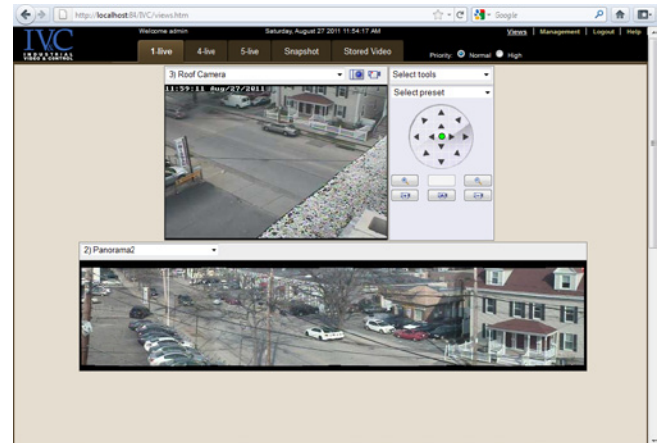 http://localhost:84/IVC/views.htm
Google
IVC
INDUSTRIAL
VIDEO & CONTROL
Welcome admin
Saturday, August 27 2011 11:54:17 AM
Views | Management | Logout | Help
1-live 4-live 5-live Snapshot Stored Video
Priority: Normal High
3) Roof Camera
Select tools
11:59:11 Aug/27/2011
Select preset
2) Panorama2